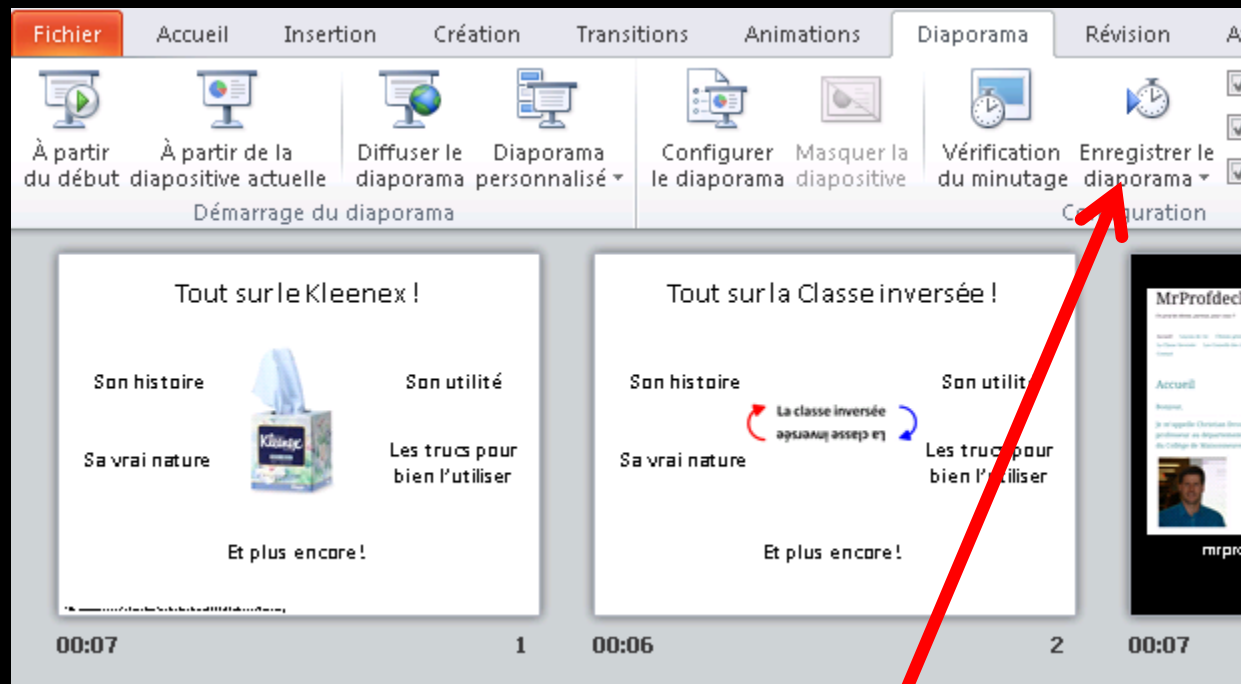 Fichier Accueil Insertion Création Transitions Animations Diaporama Révision
À partir du début
À partir de la diapositive actuelle
Diffuser le diaporama
Diaporama personnalisé
Configurer le diaporama
Masquer la diapositive
Vérification du minutage
Enregistrer le diaporama
Démarrage du diaporama
Tout sur le Kleenex !
Son histoire
Son utilité
Kleenex
Sa vrai nature
Les trucs pour
bien l'utiliser
Et plus encore!
00:07 1
Tout sur la Classe inversée !
Son histoire
La classe inversée
La classe inversée
Sa vrai nature
Les trucs pour
Et plus encore!
00:06 2
Accueil
00:07